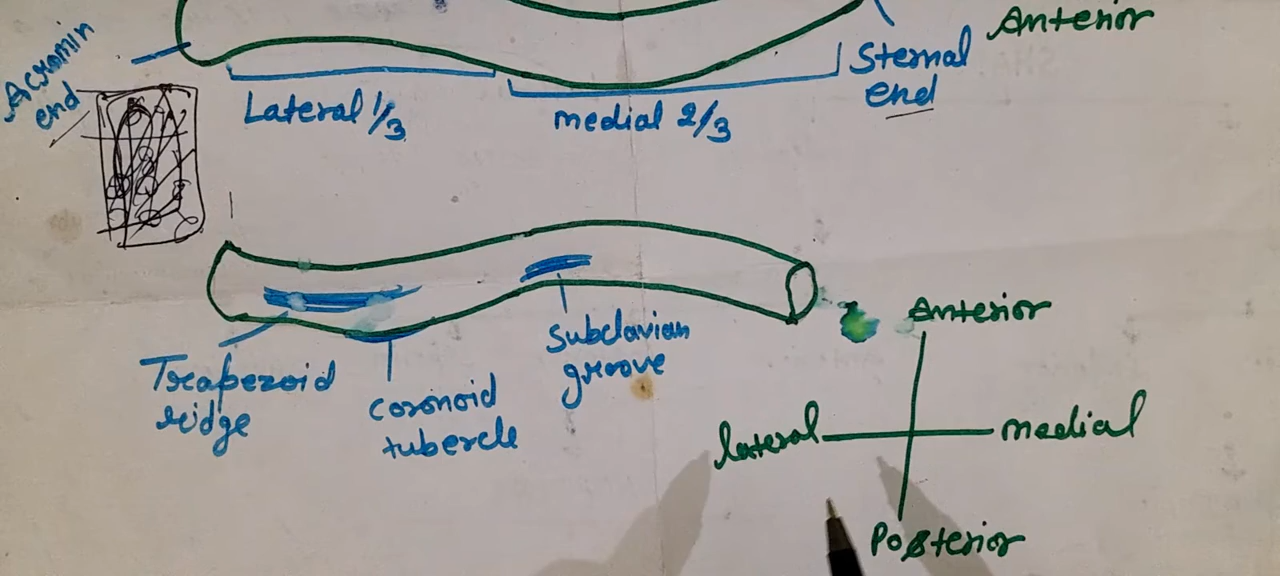 Anterior
Acromin
end
Sternal
end
Lateral 1/3
medial 2/3
Anterior
subclavian
groove
Treapezoid
ridge
coronoid
tubercle
lateral
medial
Posterior